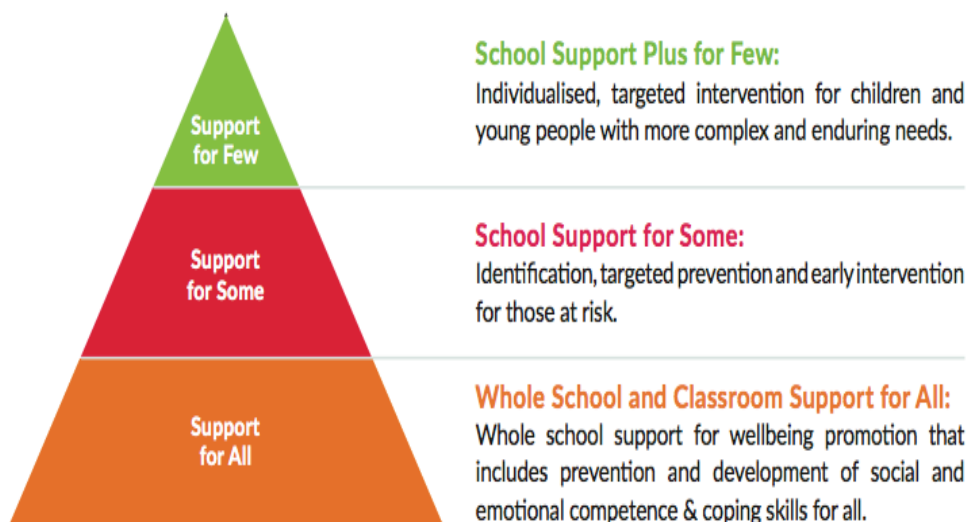 Support
for Few
School Support Plus for Few:
Individualised, targeted intervention for children and
young people with more complex and enduring needs.
Support
for Some
School Support for Some:
Identification, targeted prevention and early intervention
for those at risk.
Support
for All
Whole School and Classroom Support for All:
Whole school support for wellbeing promotion that
includes prevention and development of social and
emotional competence & coping skills for all.